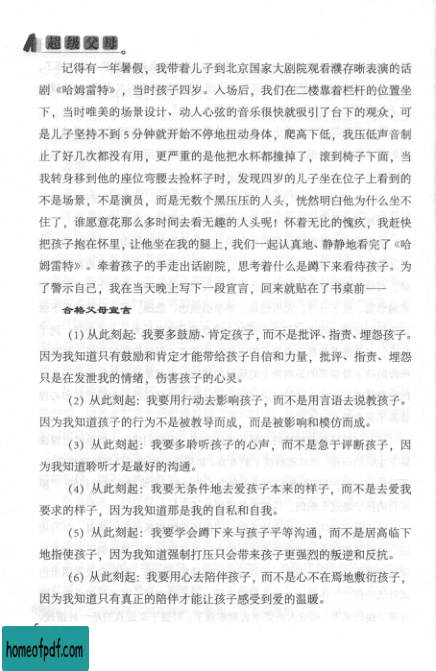 超级父母
记得有一年暑假，我带着儿子到北京国家大剧院观看濮存晰表演的话
剧《哈姆雷特》，当时孩子四岁。入场后，我们在二楼靠着栏杆的位置坐
下，当时唯美的场景设计、动人心弦的音乐很快就吸引了台下的观众，可
是儿子坚持不到5分钟就开始不停地扭动身体，爬高下低，我压低声音制
止了好几次都没有用，更严重的是他把水杯都撞掉了，滚到椅子下面，当
我转身移到他的座位弯腰去捡杯子时，发现四岁的儿子坐在位子上看到的
不是场景，不是演员，而是无数个黑压压的人头，恍然明白他为什么坐不
住了，谁愿意花那么多时间去看无趣的人头呢！怀着无比的愧疚，我赶快
把孩子抱在怀里，让他坐在我的腿上，我们一起认真地、静静地看完了《哈
姆雷特》。牵着孩子的手走出话剧院，思考着什么是蹲下来看待孩子。为
了警示自己，我在当天晚上写下一段宣言，回来就贴在了书桌前——
合格父母宣言
（1）从此刻起：我要多鼓励、肯定孩子，而不是批评、指责、埋怨孩子。
因为我知道只有鼓励和肯定才能带给孩子自信和力量，批评、指责、埋怨
只是在发泄我的情绪，伤害孩子的心灵。
（2）从此刻起：我要用行动去影响孩子，而不是用言语去说教孩子。
因为我知道孩子的行为不是被教导而成，而是被影响和模仿而成。
（3）从此刻起：我要多聆听孩子的心声，而不是急于评断孩子，因
为我知道聆听才是最好的沟通。
（4）从此刻起：我要无条件地去爱孩子本来的样子，而不是去爱我
要求的样子，因为我知道那是我的自私和自我。
（5）从此刻起：我要学会蹲下来与孩子平等沟通，而不是居高临下
地指使孩子，因为我知道强制打压只会带来孩子更强烈的叛逆和反抗。
（6）从此刻起：我要用心去陪伴孩子，而不是心不在焉地敷衍孩子，
因为我知道只有真正的陪伴才能让孩子感受到爱的温暖。
homeofpdf.com